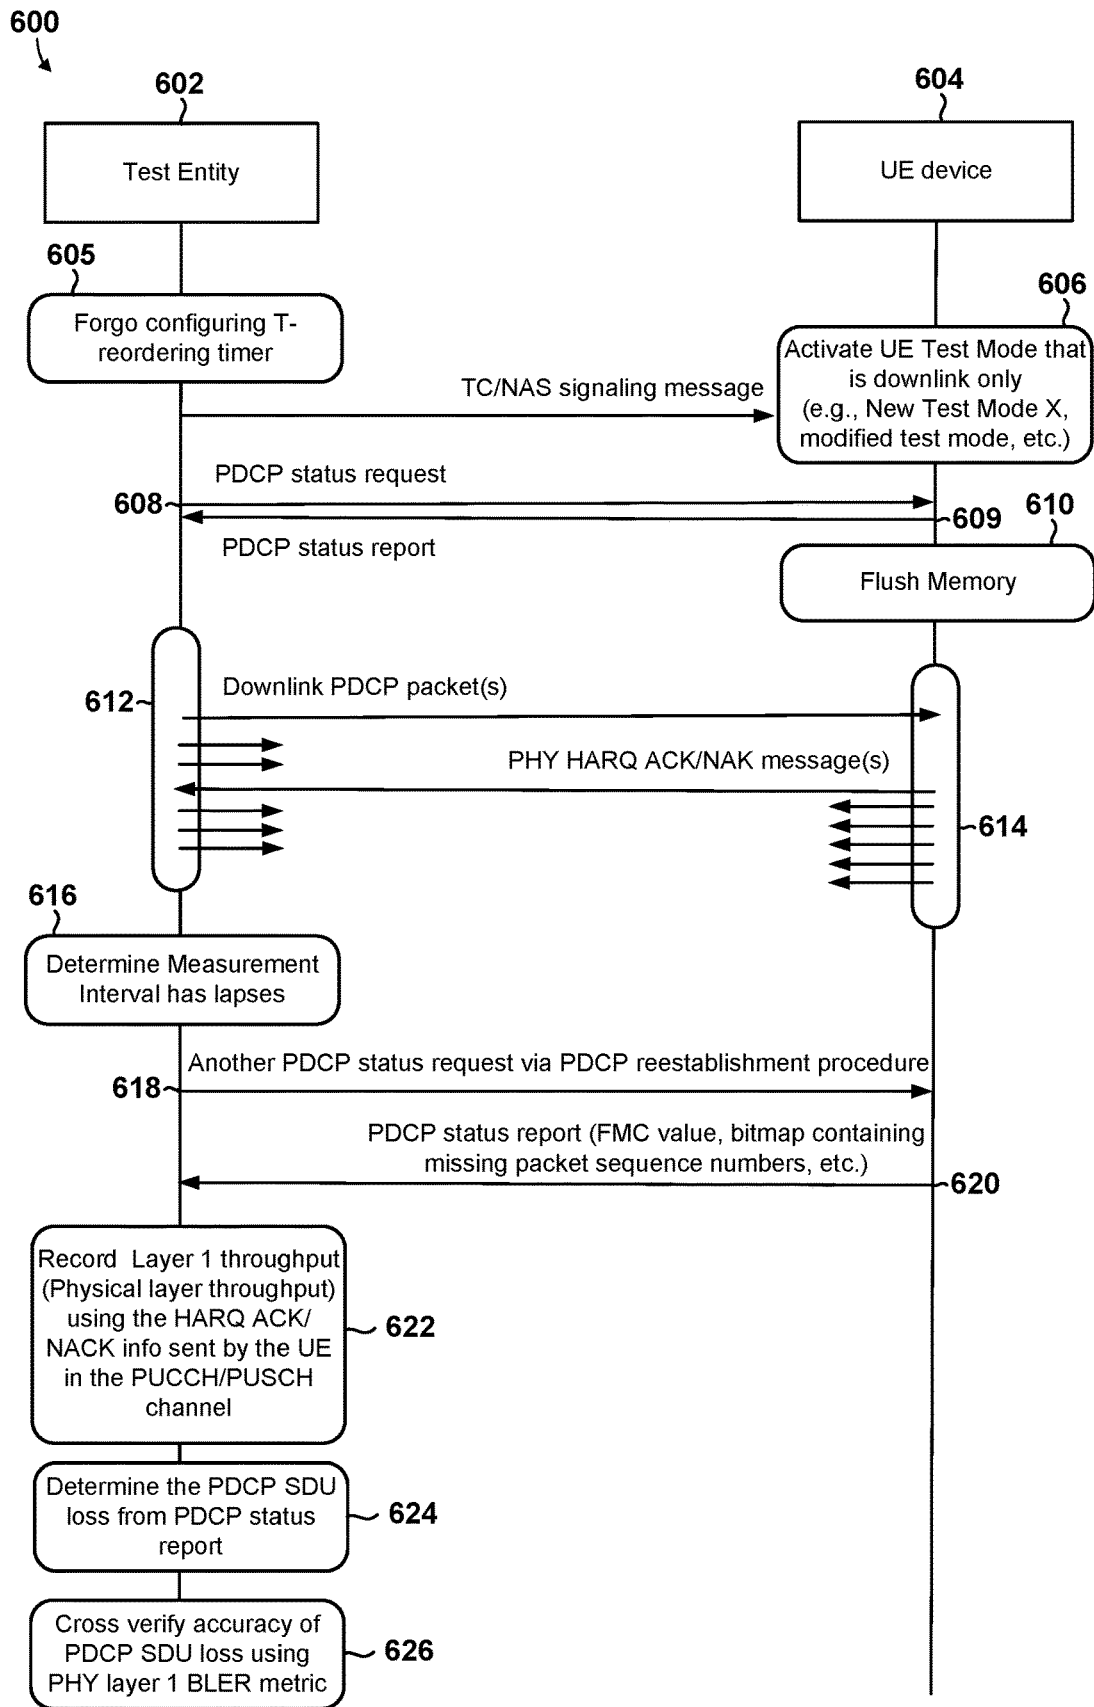 600
602
604
Test Entity
UE device
605
606
Forgo configuring T-
reordering timer
Activate UE Test Mode that
is downlink only
(e.g., New Test Mode X,
modified test mode, etc.)
TC/NAS signaling message
PDCP status request
608
609
610
PDCP status report
Flush Memory
612
Downlink PDCP packet(s)
PHY HARQ ACK/NAK message(s)
614
616
Determine Measurement
Interval has lapses
Another PDCP status request via PDCP reestablishment procedure
618
PDCP status report (FMC value, bitmap containing
missing packet sequence numbers, etc.)
620
Record Layer 1 throughput
(Physical layer throughput)
using the HARQ ACK/
NACK info sent by the UE
in the PUCCH/PUSCH
channel
622
Determine the PDCP SDU
loss from PDCP status
report
624
Cross verify accuracy of
PDCP SDU loss using
PHY layer 1 BLER metric
626